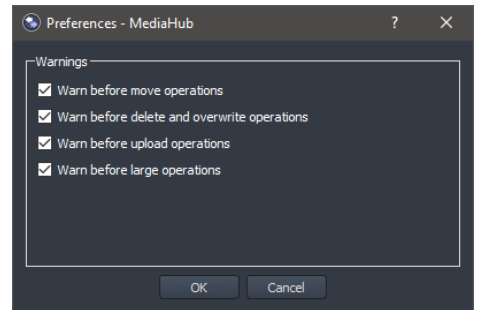 Preferences - MediaHub
?
Warnings
Warn before move operations
Warn before delete and overwrite operations
Warn before upload operations
Warn before large operations
OK
Cancel